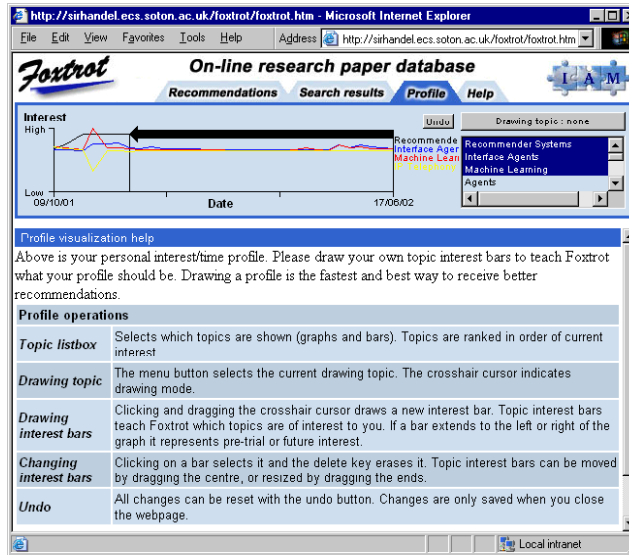 http://sirhandel.ecs.soton.ac.uk/foxtrot/foxtrot.htm - Microsoft Internet Explorer
File Edit View Favorites Tools Help Address http://sirhandel.ecs.soton.ac.uk/foxtrot/foxtrot.htm
Foxtrot On-line research paper database I A M
Recommendations Search results Profile Help
Interest Undo Drawing topic : none
High
Recommende
Interface Ager
Machine Lear
Recommender Systems
Interface Agents
Machine Learning
Agents
Low
09/10/01 Date 17/06/02
Profile visualization help
Above is your personal interest/time profile. Please draw your own topic interest bars to teach Foxtrot
what your profile should be. Drawing a profile is the fastest and best way to receive better
recommendations.
Profile operations
Topic listbox
Selects which topics are shown (graphs and bars). Topics are ranked in order of current
interest
Drawing topic
The menu button selects the current drawing topic. The crosshair cursor indicates
drawing mode.
Drawing
interest bars
Clicking and dragging the crosshair cursor draws a new interest bar. Topic interest bars
teach Foxtrot which topics are of interest to you. If a bar extends to the left or right of the
graph it represents pre-trial or future interest.
Changing
interest bars
Clicking on a bar selects it and the delete key erases it. Topic interest bars can be moved
by dragging the centre, or resized by dragging the ends.
Undo
All changes can be reset with the undo button. Changes are only saved when you close
the webpage.
Local intranet